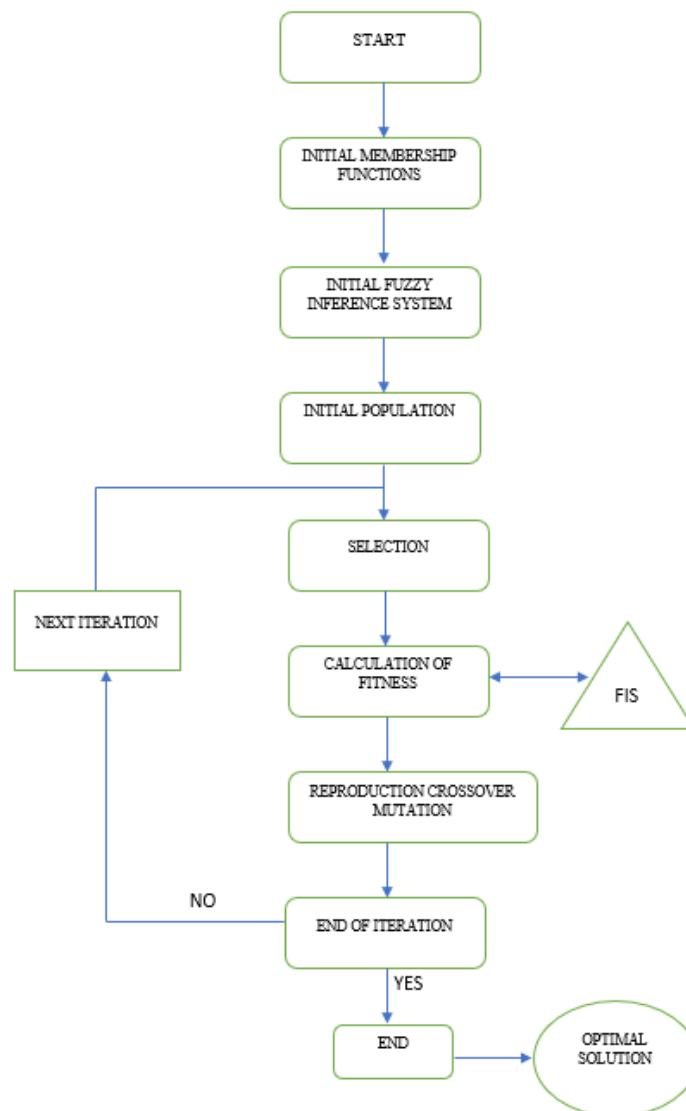 START
INITIAL MEMBERSHIP
FUNCTIONS
INITIAL FUZZY
INFERENCE SYSTEM
INITIAL POPULATION
SELECTION
NEXT ITERATION
CALCULATION OF
FITNESS
FIS
REPRODUCTION CROSSOVER
MUTATION
NO
END OF ITERATION
YES
END
OPTIMAL
SOLUTION